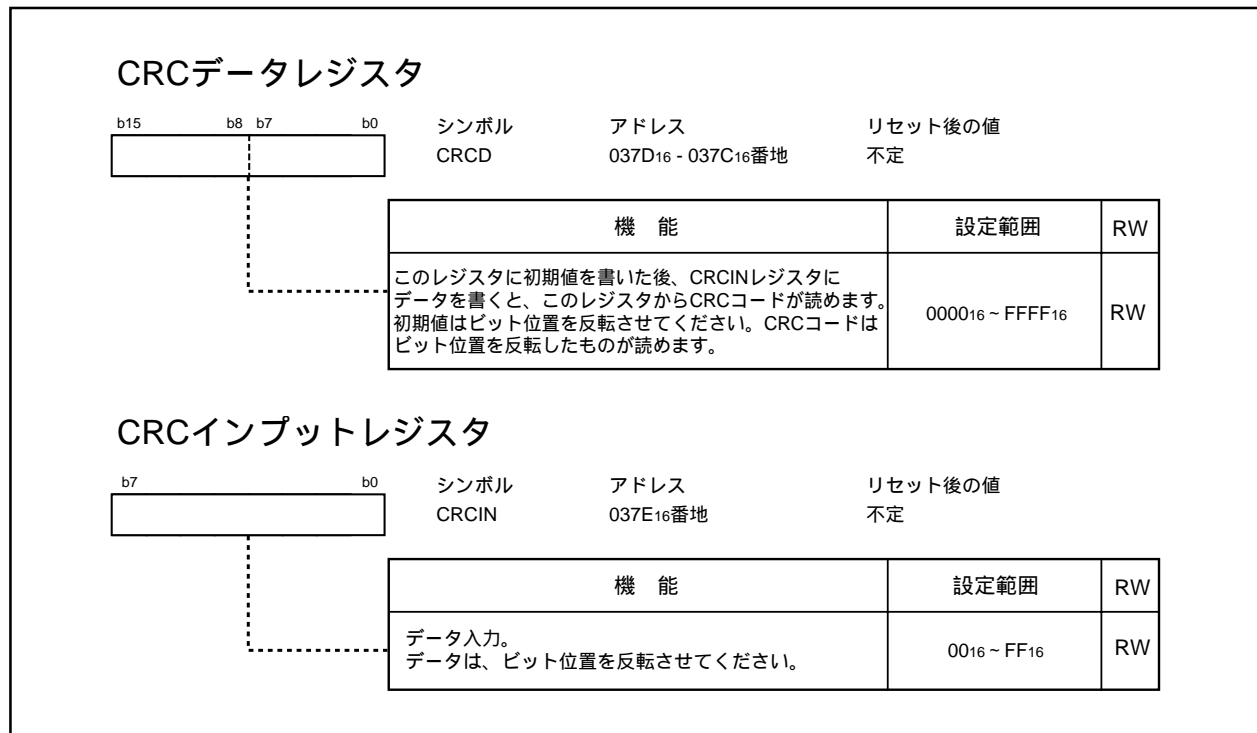 CRCデータレジスタ
b15 b8 b7 b0 シンボル アドレス リセット後の値
CRCD 037D16 - 037C16番地 不定
機 能 設定範囲 RW
このレジスタに初期値を書いた後、CRCINレジスタに
データを書くと、このレジスタからCRCコードが読めます。
初期値はビット位置を反転させてください。CRCコードは
ビット位置を反転したものが読めます。
000016 ~ FFFF16 RW
CRCインプットレジスタ
b7 b0 シンボル アドレス リセット後の値
CRCIN 037E16番地 不定
機 能 設定範囲 RW
データ入力。
データは、ビット位置を反転させてください。
0016 ~ FF16 RW